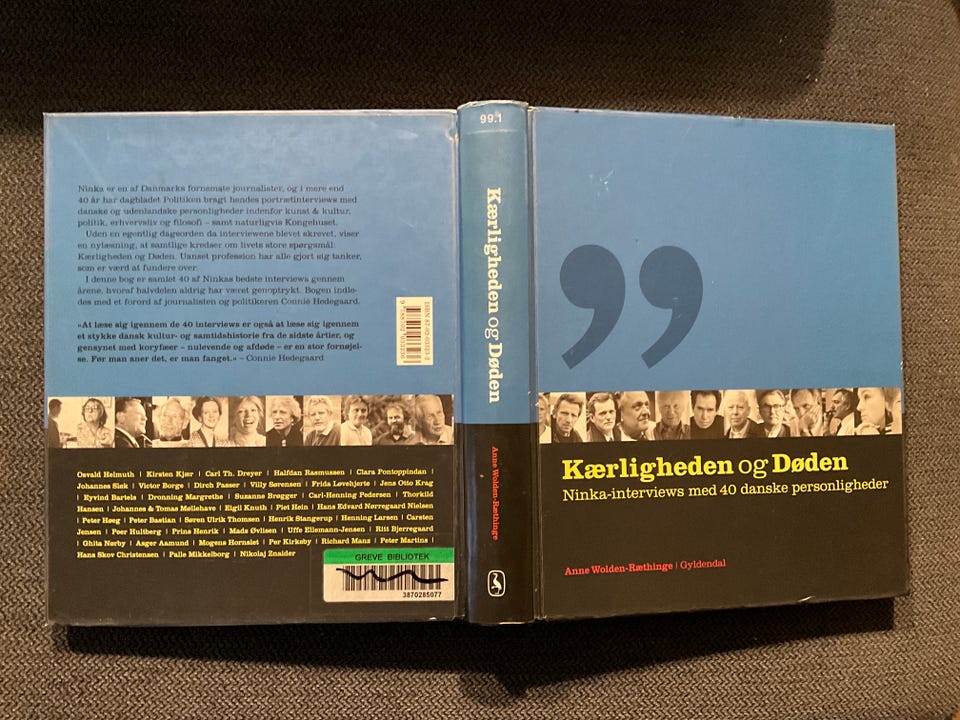 Ninka er en af Danmarks fornemste journalister, og i mere end
40 år har dagbladet Politiken bragt hendes portrætinterviews med
danske og udenlandske personligheder indenfor kunst & kultur,
politik, erhvervsliv og filosofi – samt naturligvis Kongehuset.
Uden en egentlig dagsorden da interviewene blevet skrevet, viser
en nylæsning, at samtlige kredser om livets store spørgsmål:
Kærligheden og Døden. Uanset profession har alle gjort sig tanker,
som er værd at fundere over.
I denne bog er samlet 40 af Ninkas bedste interviews gennem
årene, hvoraf halvdelen aldrig har været genoptrykt. Bogen indle-
des med et forord af journalisten og politikeren Connie Hedegaard.
»At læse sig igennem de 40 interviews er også at læse sig igennem
et stykke dansk kultur- og samtidshistorie fra de sidste årtier, og
gensynet med koryfæer – nulevende og afdøde – er en stor fornøjel-
se. Før man sner det, er man fanget.« – Connie Hedegaard
Osvald Helmuth | Kirsten Kjær | Carl Th. Dreyer | Halfdan Rasmussen | Clara Pontoppidan |
Johannes Sløk | Victor Borge | Dirch Passer | Villy Sørensen | Frida Løvehjerte | Jens Otto Krag
| Eyvind Bartels | Dronning Margrethe | Suzanne Brøgger | Carl-Henning Pedersen | Thorkild
Hansen | Johannes & Tomas Møllehave | Eigil Knuth | Piet Hein | Hans Edvard Nørregaard Nielsen
| Peter Høeg | Peter Bastian | Søren Ulrik Thomsen | Henrik Stangerup | Henning Larsen | Carsten
Jensen | Peer Hultberg | Prins Henrik | Mads Øvlisen | Uffe Ellemann-Jensen | Ritt Bjerregaard
| Ghita Nørby | Asger Aamund | Mogens Hornslet | Per Kirkeby | Richard Mans | Peter Martins |
Hans Skov Christensen | Palle Mikkelborg | Nikolaj Znaider
GREVE BIBLIOTEK
3870285077
99.1
Kærligheden og Døden
Anne Wolden-Ræthinge
”
Kærligheden og Døden
Ninka-interviews med 40 danske personligheder
Anne Wolden-Ræthinge | Gyldendal